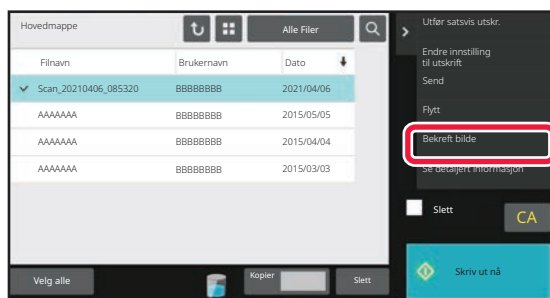 Hovedmappe
Alle Filer
Filnavn Brukernavn Dato
Scan_20210406_085320 BBBBBBBB 2021/04/06
AAAAAAA BBBBBBBB 2015/05/05
AAAAAAA BBBBBBBB 2015/04/04
AAAAAAA BBBBBBBB 2015/03/03
Velg alle
Kopier
Slett
Utfør satsvis utskr.
Endre innstilling
til utskrift
Send
Flytt
Bekreft bilde
Se detaljert informasjon
Slett
CA
Skriv ut nå